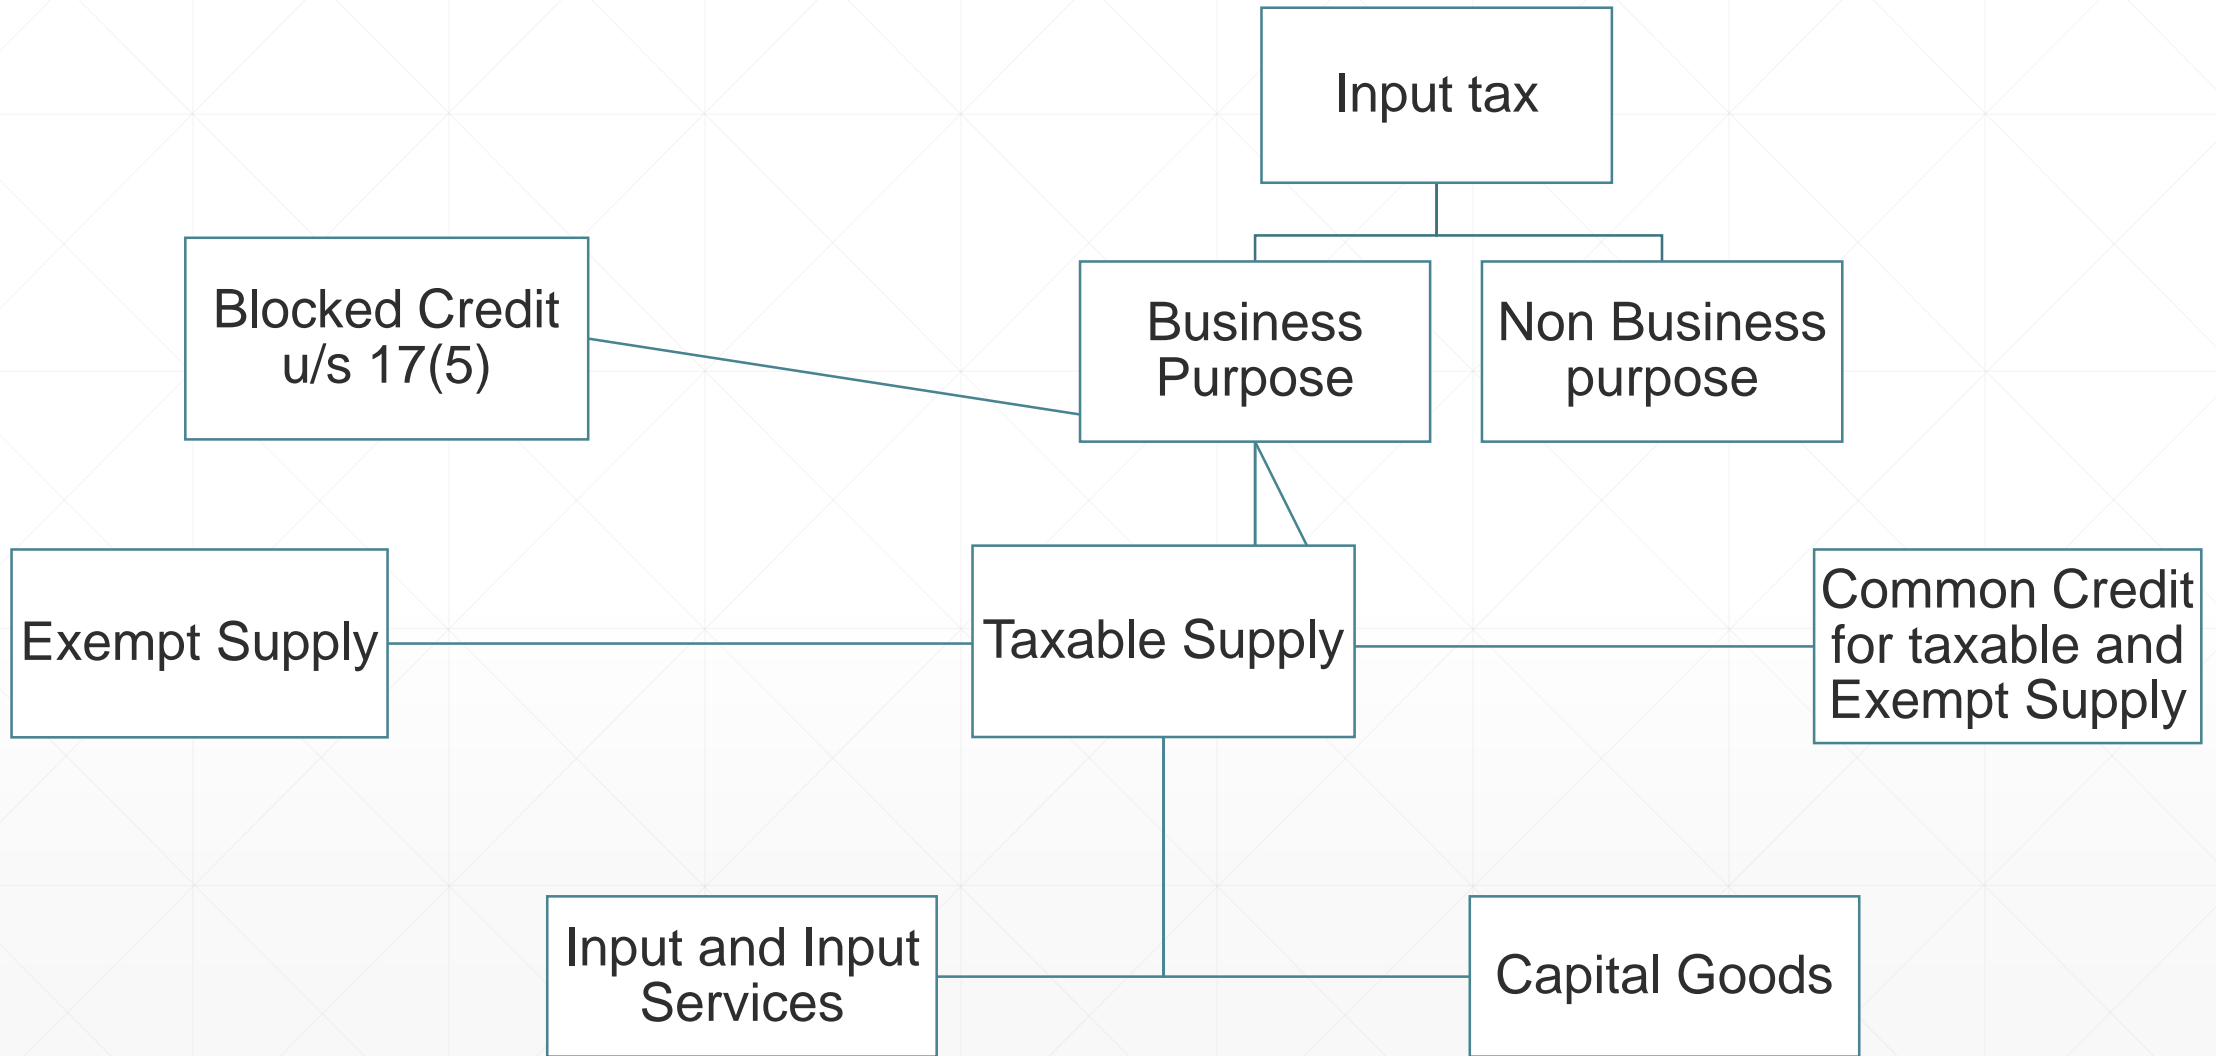 Input tax
Blocked Credit
u/s 17(5)
Business
Purpose
Non Business
purpose
Exempt Supply
Taxable Supply
Common Credit
for taxable and
Exempt Supply
Input and Input
Services
Capital Goods